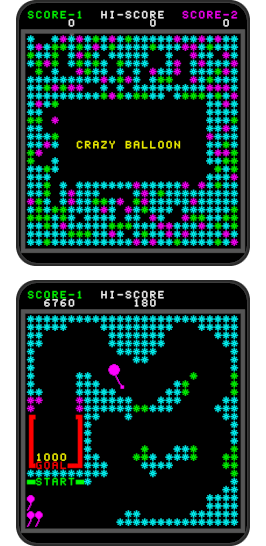 SCORE-1 HI-SCORE SCORE-2
0 0 0
CRAZY BALLOON
SCORE-1 HI-SCORE
6760 180
1000
GOAL
START